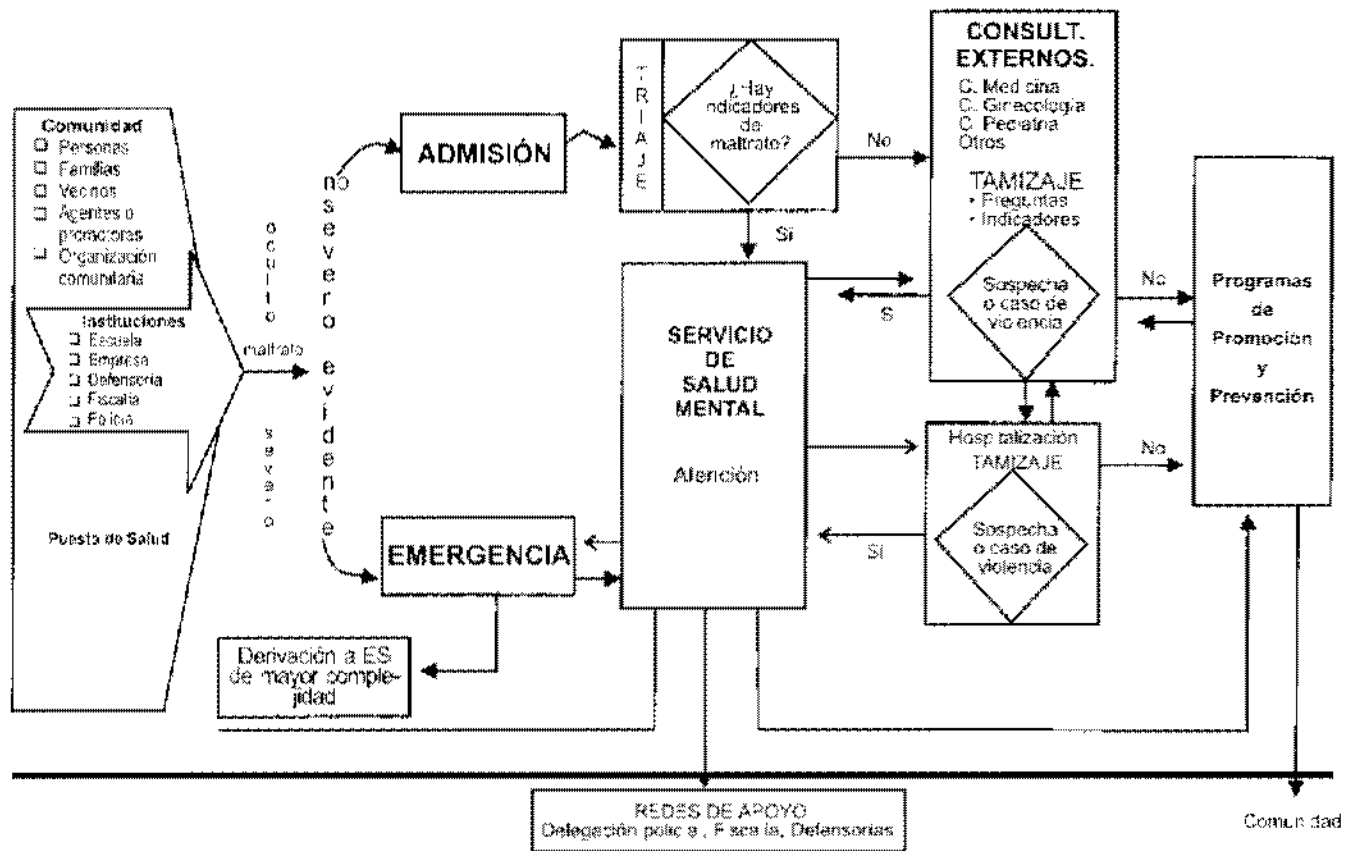 Comunidad
Personas
Familias
Vecinos
Agentes o
promotoras
Organización
comunitaria
Instituciones
Escuela
Empresa
Defensoría
Fiscalía
Policía
Puesto de Salud
maltrato
oculto
severo
no severo evidente
ADMISIÓN
EMERGENCIA
Derivación a ES
de mayor comple-
jidad
TRIAJE
¿Hay
indicadores
de
maltrato?
No
Sí
SERVICIO
DE
SALUD
MENTAL
Atención
CONSULT.
EXTERNOS.
C. Medicina
C. Ginecología
C. Pediatría
Otros
TAMIZAJE
• Preguntas
• Indicadores
Sospecha
o caso de
violencia
S
No
Hospitalización
TAMIZAJE
Sospecha
o caso de
violencia
Sí
No
Programas
de
Promoción
y
Prevención
REDES DE APOYO
Delegación policial, Fiscalía, Defensorías
Comunidad